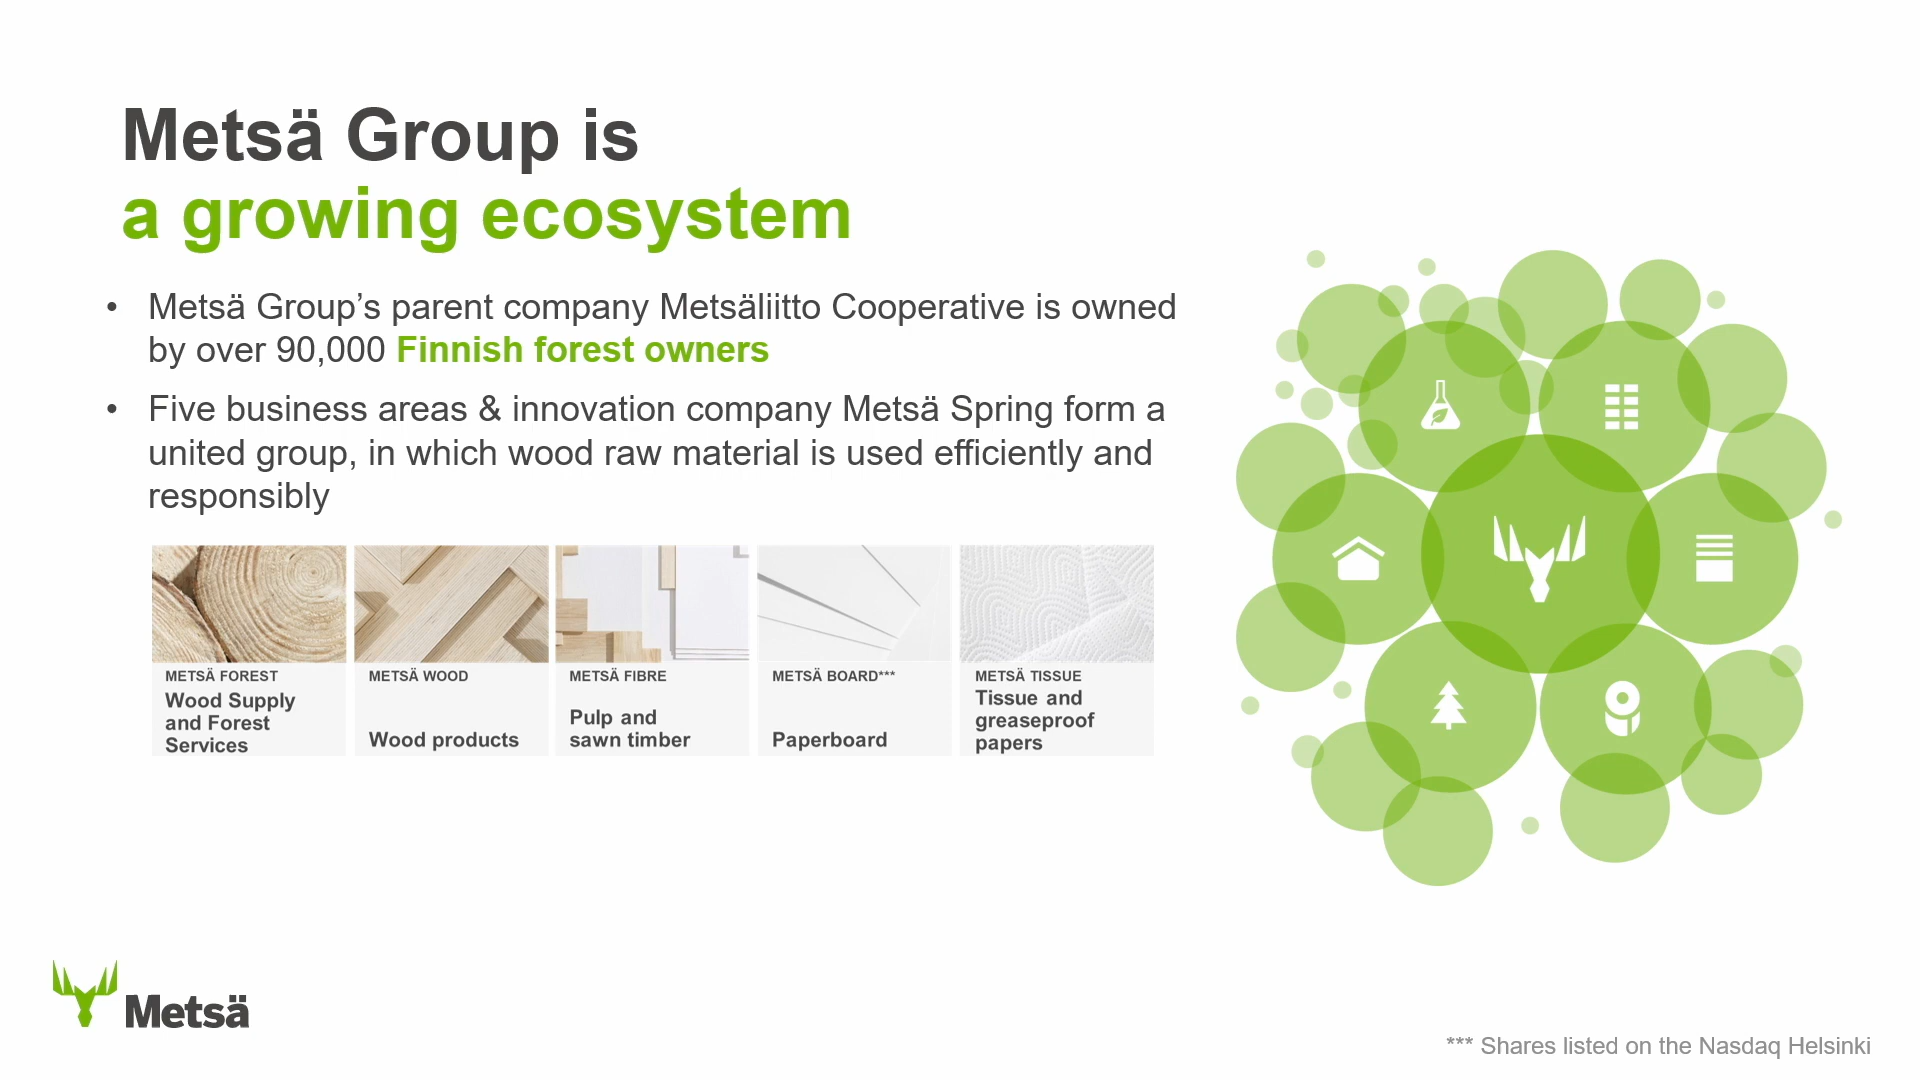 Metsä Group is
a growing ecosystem
• Metsä Group’s parent company Metsäliitto Cooperative is owned
by over 90,000 Finnish forest owners
• Five business areas & innovation company Metsä Spring form a
united group, in which wood raw material is used efficiently and
responsibly
METSÄ FOREST
Wood Supply
and Forest
Services
METSÄ WOOD
Wood products
METSÄ FIBRE
Pulp and
sawn timber
METSÄ BOARD***
Paperboard
METSÄ TISSUE
Tissue and
greaseproof
papers
Metsä
*** Shares listed on the Nasdaq Helsinki